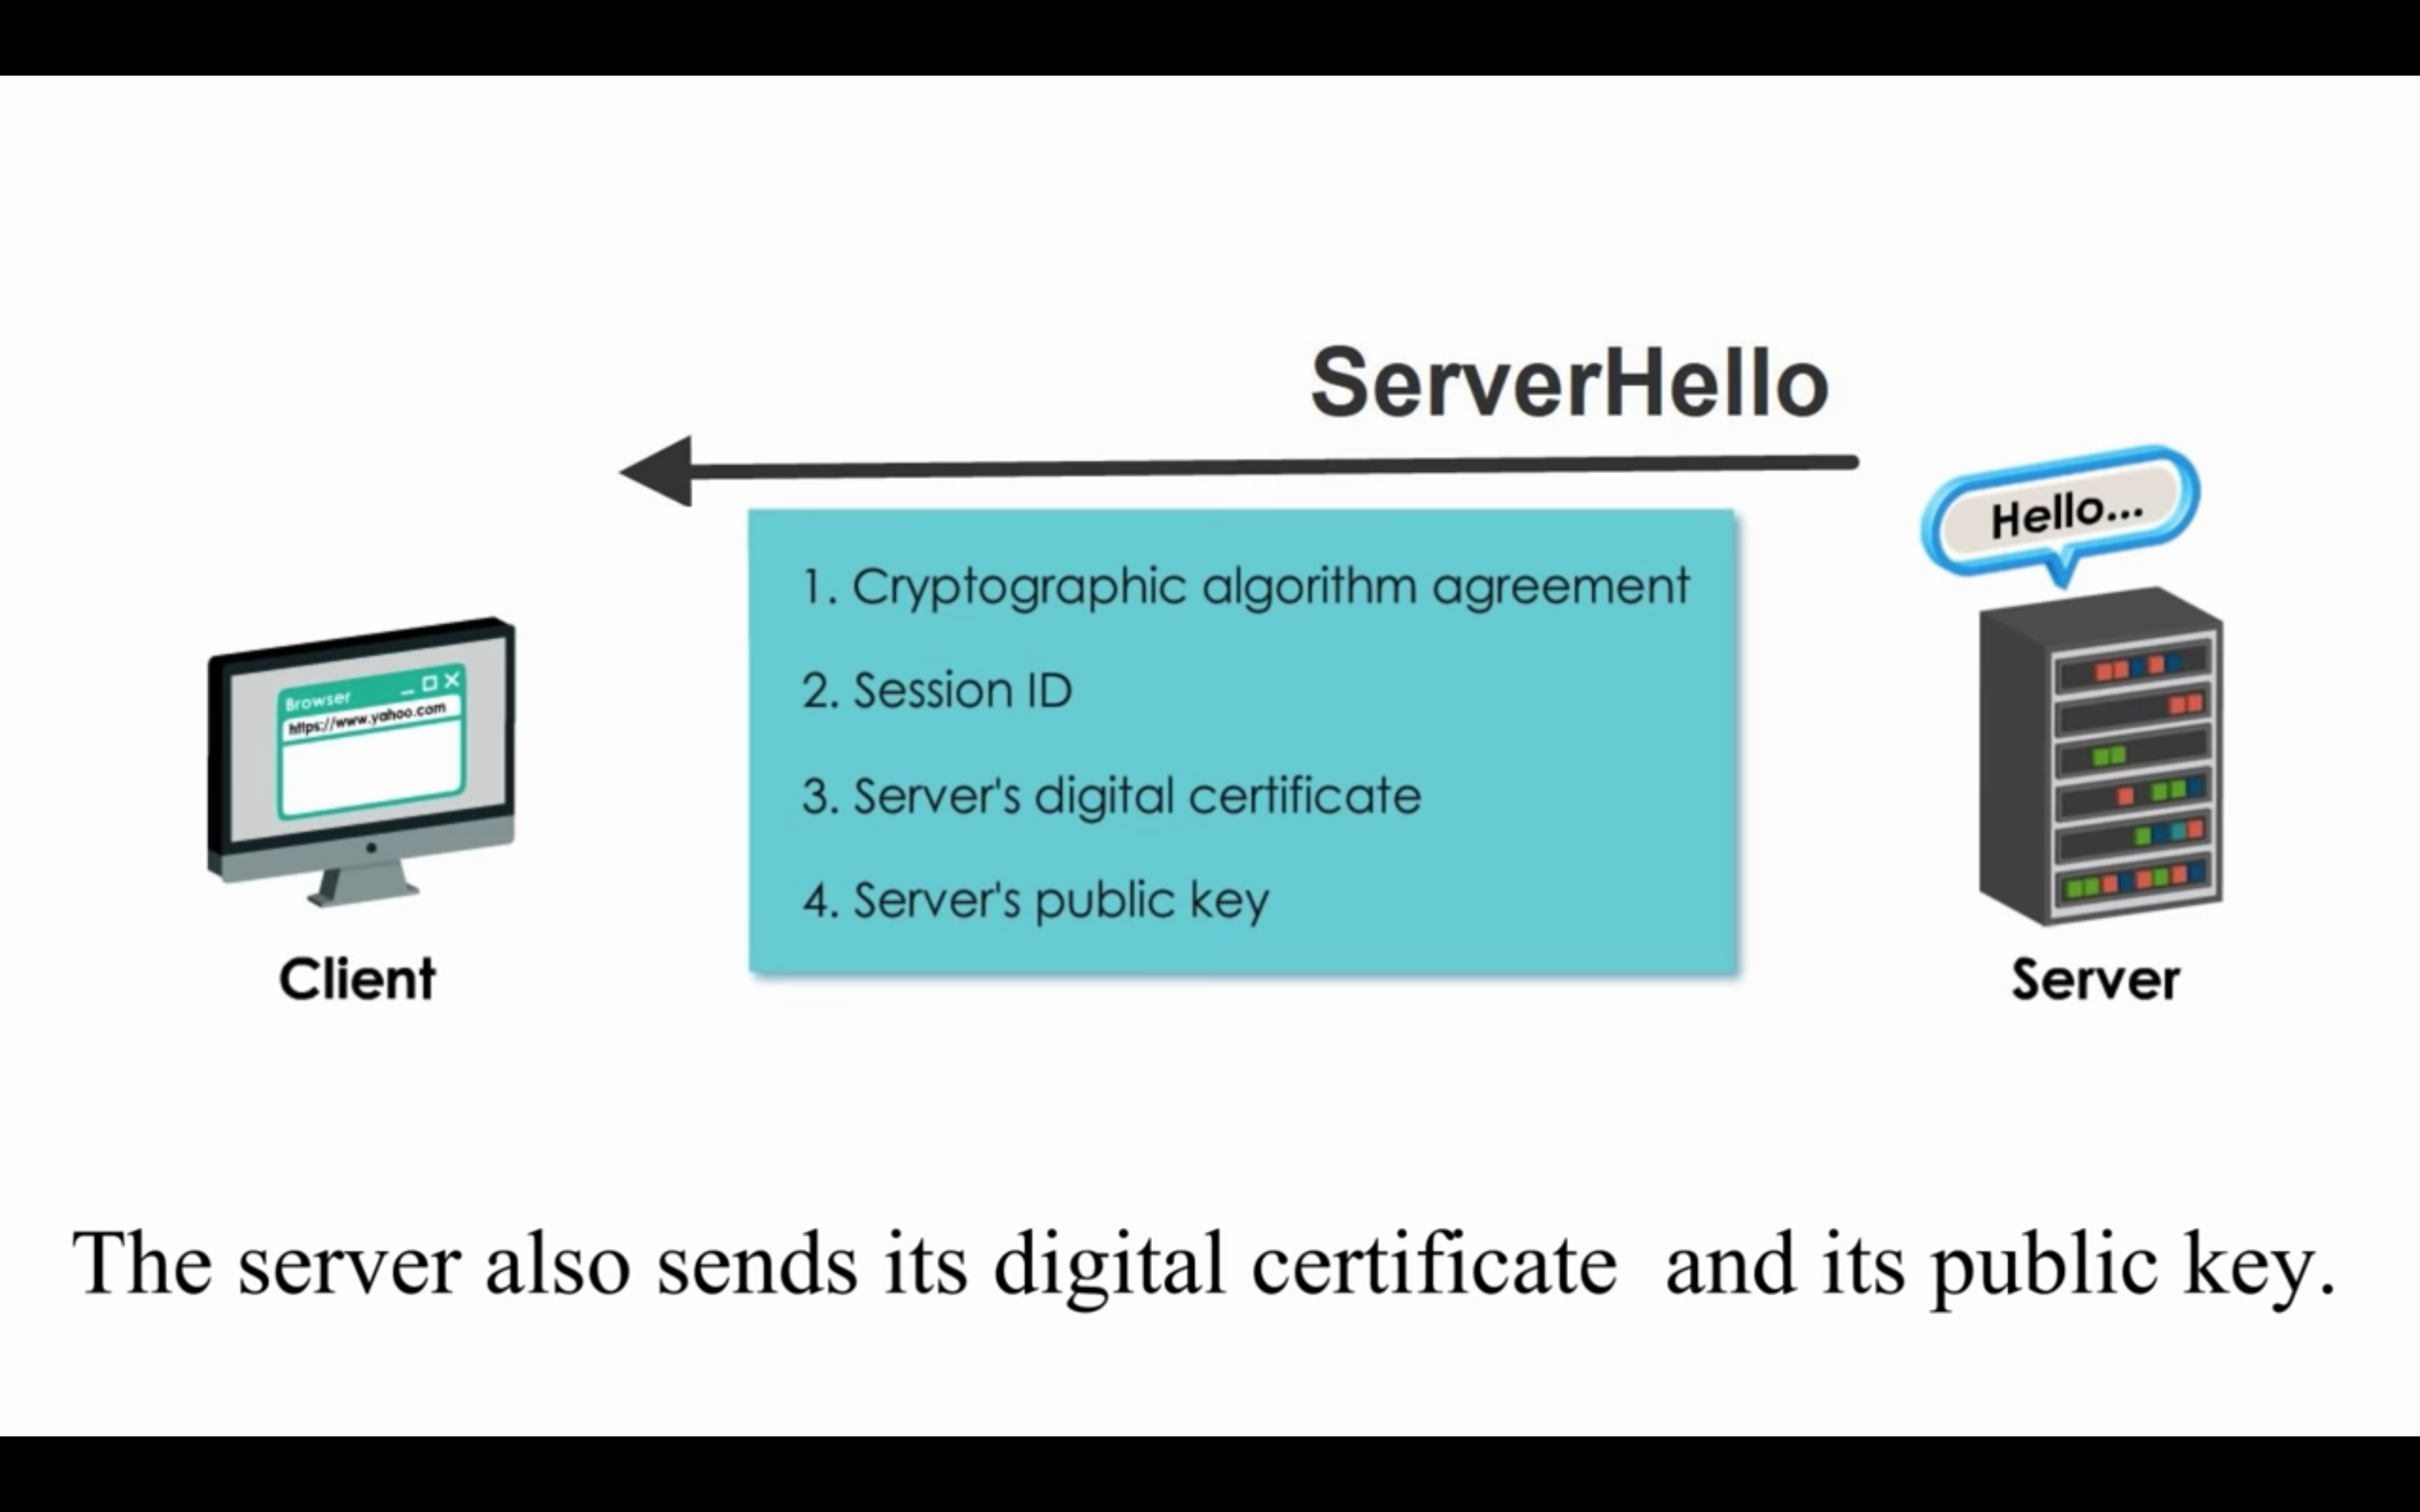 ServerHello
Hello...
1. Cryptographic algorithm agreement
2. Session ID
3. Server's digital certificate
4. Server's public key
Browser
https://www.yahoo.com
Client
Server
The server also sends its digital certificate and its public key.